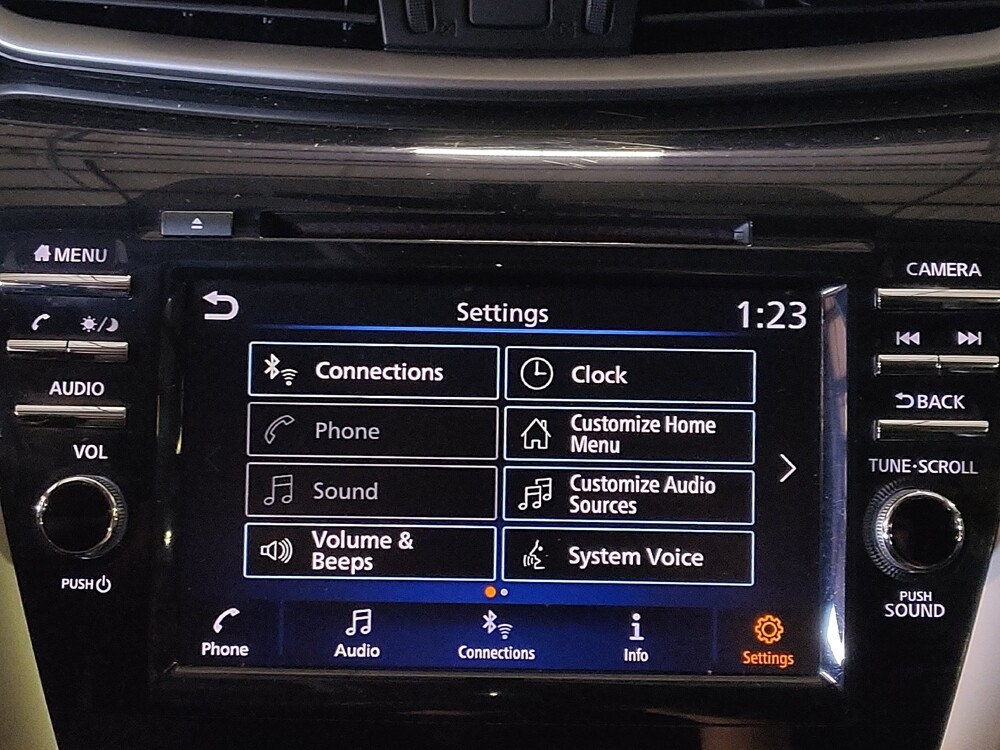 MENU
CAMERA
AUDIO
BACK
VOL
TUNE·SCROLL
PUSH
PUSH
SOUND
Settings
1:23
Connections
Clock
Phone
Customize Home
Menu
Sound
Customize Audio
Sources
Volume &
Beeps
System Voice
Phone
Audio
Connections
Info
Settings